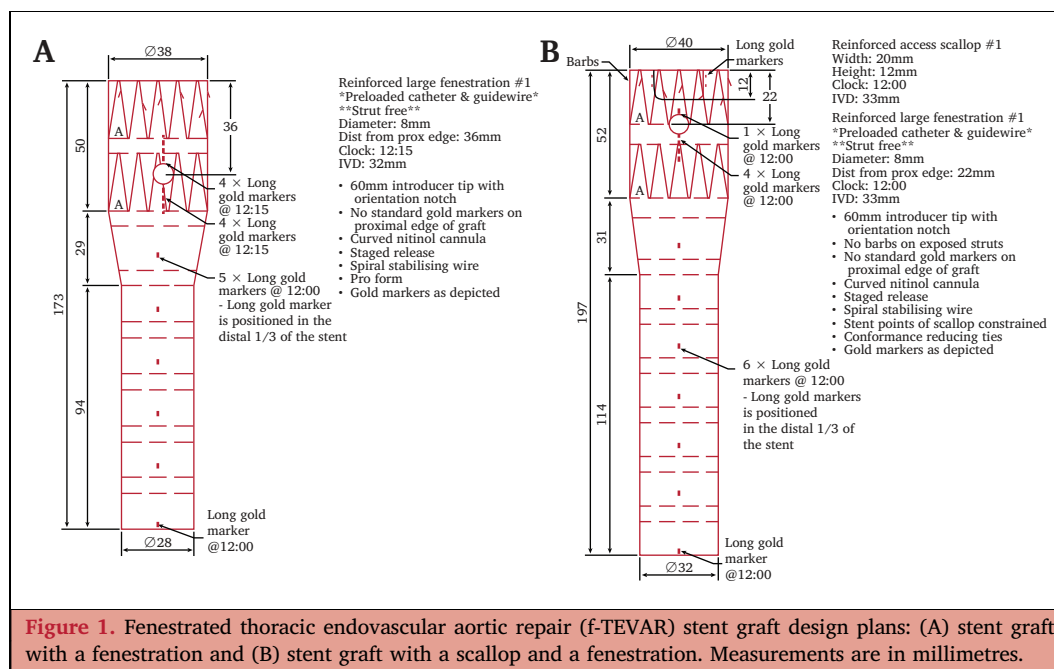 A
Ø38
50
29
173
94
36
A
A
4 × Long
gold markers
@ 12:15
4 × Long
gold markers
@ 12:15
5 × Long gold
markers @ 12:00
- Long gold marker
is positioned in the
distal 1/3 of the stent
Long gold
marker
@12:00
Ø28
Reinforced large fenestration #1
*Preloaded catheter & guidewire*
**Strut free**
Diameter: 8mm
Dist from prox edge: 36mm
Clock: 12:15
IVD: 32mm
• 60mm introducer tip with
orientation notch
• No standard gold markers on
proximal edge of graft
• Curved nitinol cannula
• Staged release
• Spiral stabilising wire
• Pro form
• Gold markers as depicted
B
Ø40
Barbs
Long gold
markers
12
22
52
31
197
114
A
A
1 × Long
gold markers
@ 12:00
4 × Long
gold markers
@ 12:00
6 × Long gold
markers @ 12:00
- Long gold markers
is positioned
in the distal 1/3 of
the stent
Long gold
marker
@12:00
Ø32
Reinforced access scallop #1
Width: 20mm
Height: 12mm
Clock: 12:00
IVD: 33mm
Reinforced large fenestration #1
*Preloaded catheter & guidewire*
**Strut free**
Diameter: 8mm
Dist from prox edge: 22mm
Clock: 12:00
IVD: 33mm
• 60mm introducer tip with
orientation notch
• No barbs on exposed struts
• No standard gold markers on
proximal edge of graft
• Curved nitinol cannula
• Staged release
• Spiral stabilising wire
• Stent points of scallop constrained
• Conformance reducing ties
• Gold markers as depicted
Figure 1. Fenestrated thoracic endovascular aortic repair (f-TEVAR) stent graft design plans: (A) stent graft
with a fenestration and (B) stent graft with a scallop and a fenestration. Measurements are in millimetres.